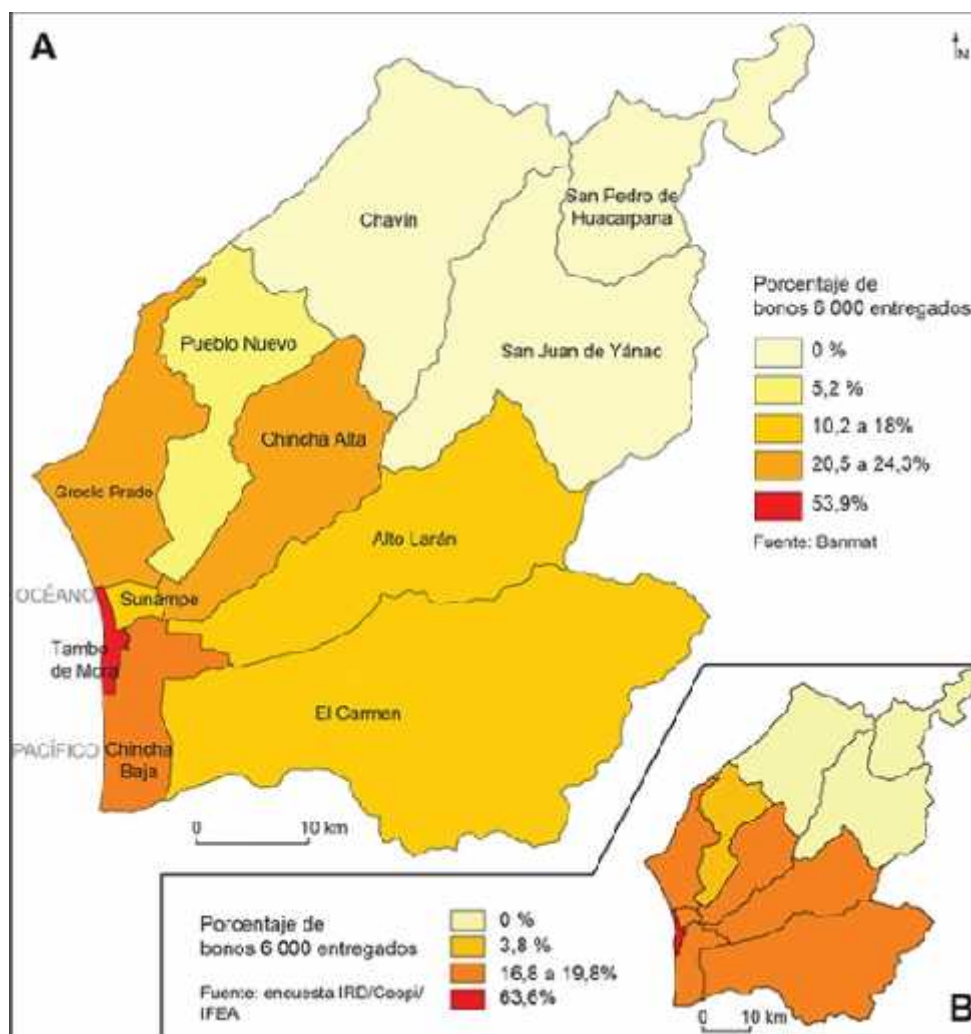 A
N
San Pedro de
Huacarpana
Chavin
Porcentaje de
bonos 6 000 entregados
0 %
5,2 %
10,2 a 18%
20,5 a 24,3%
53,9%
Fuente: Banmat
Pueblo Nuevo
San Juan de Yánac
Chincha Alta
Grocio Prado
Alto Larán
OCÉANO
Sunampe
Tambo
de Mora
El Carmen
PACÍFICO
Chincha
Baja
0 10 km
Porcentaje de
bonos 6 000 entregados
0 %
3,8 %
16,8 a 19,8%
63,6%
Fuente: encuesta IRD/Coopi/
IFEA
B
0 10 km